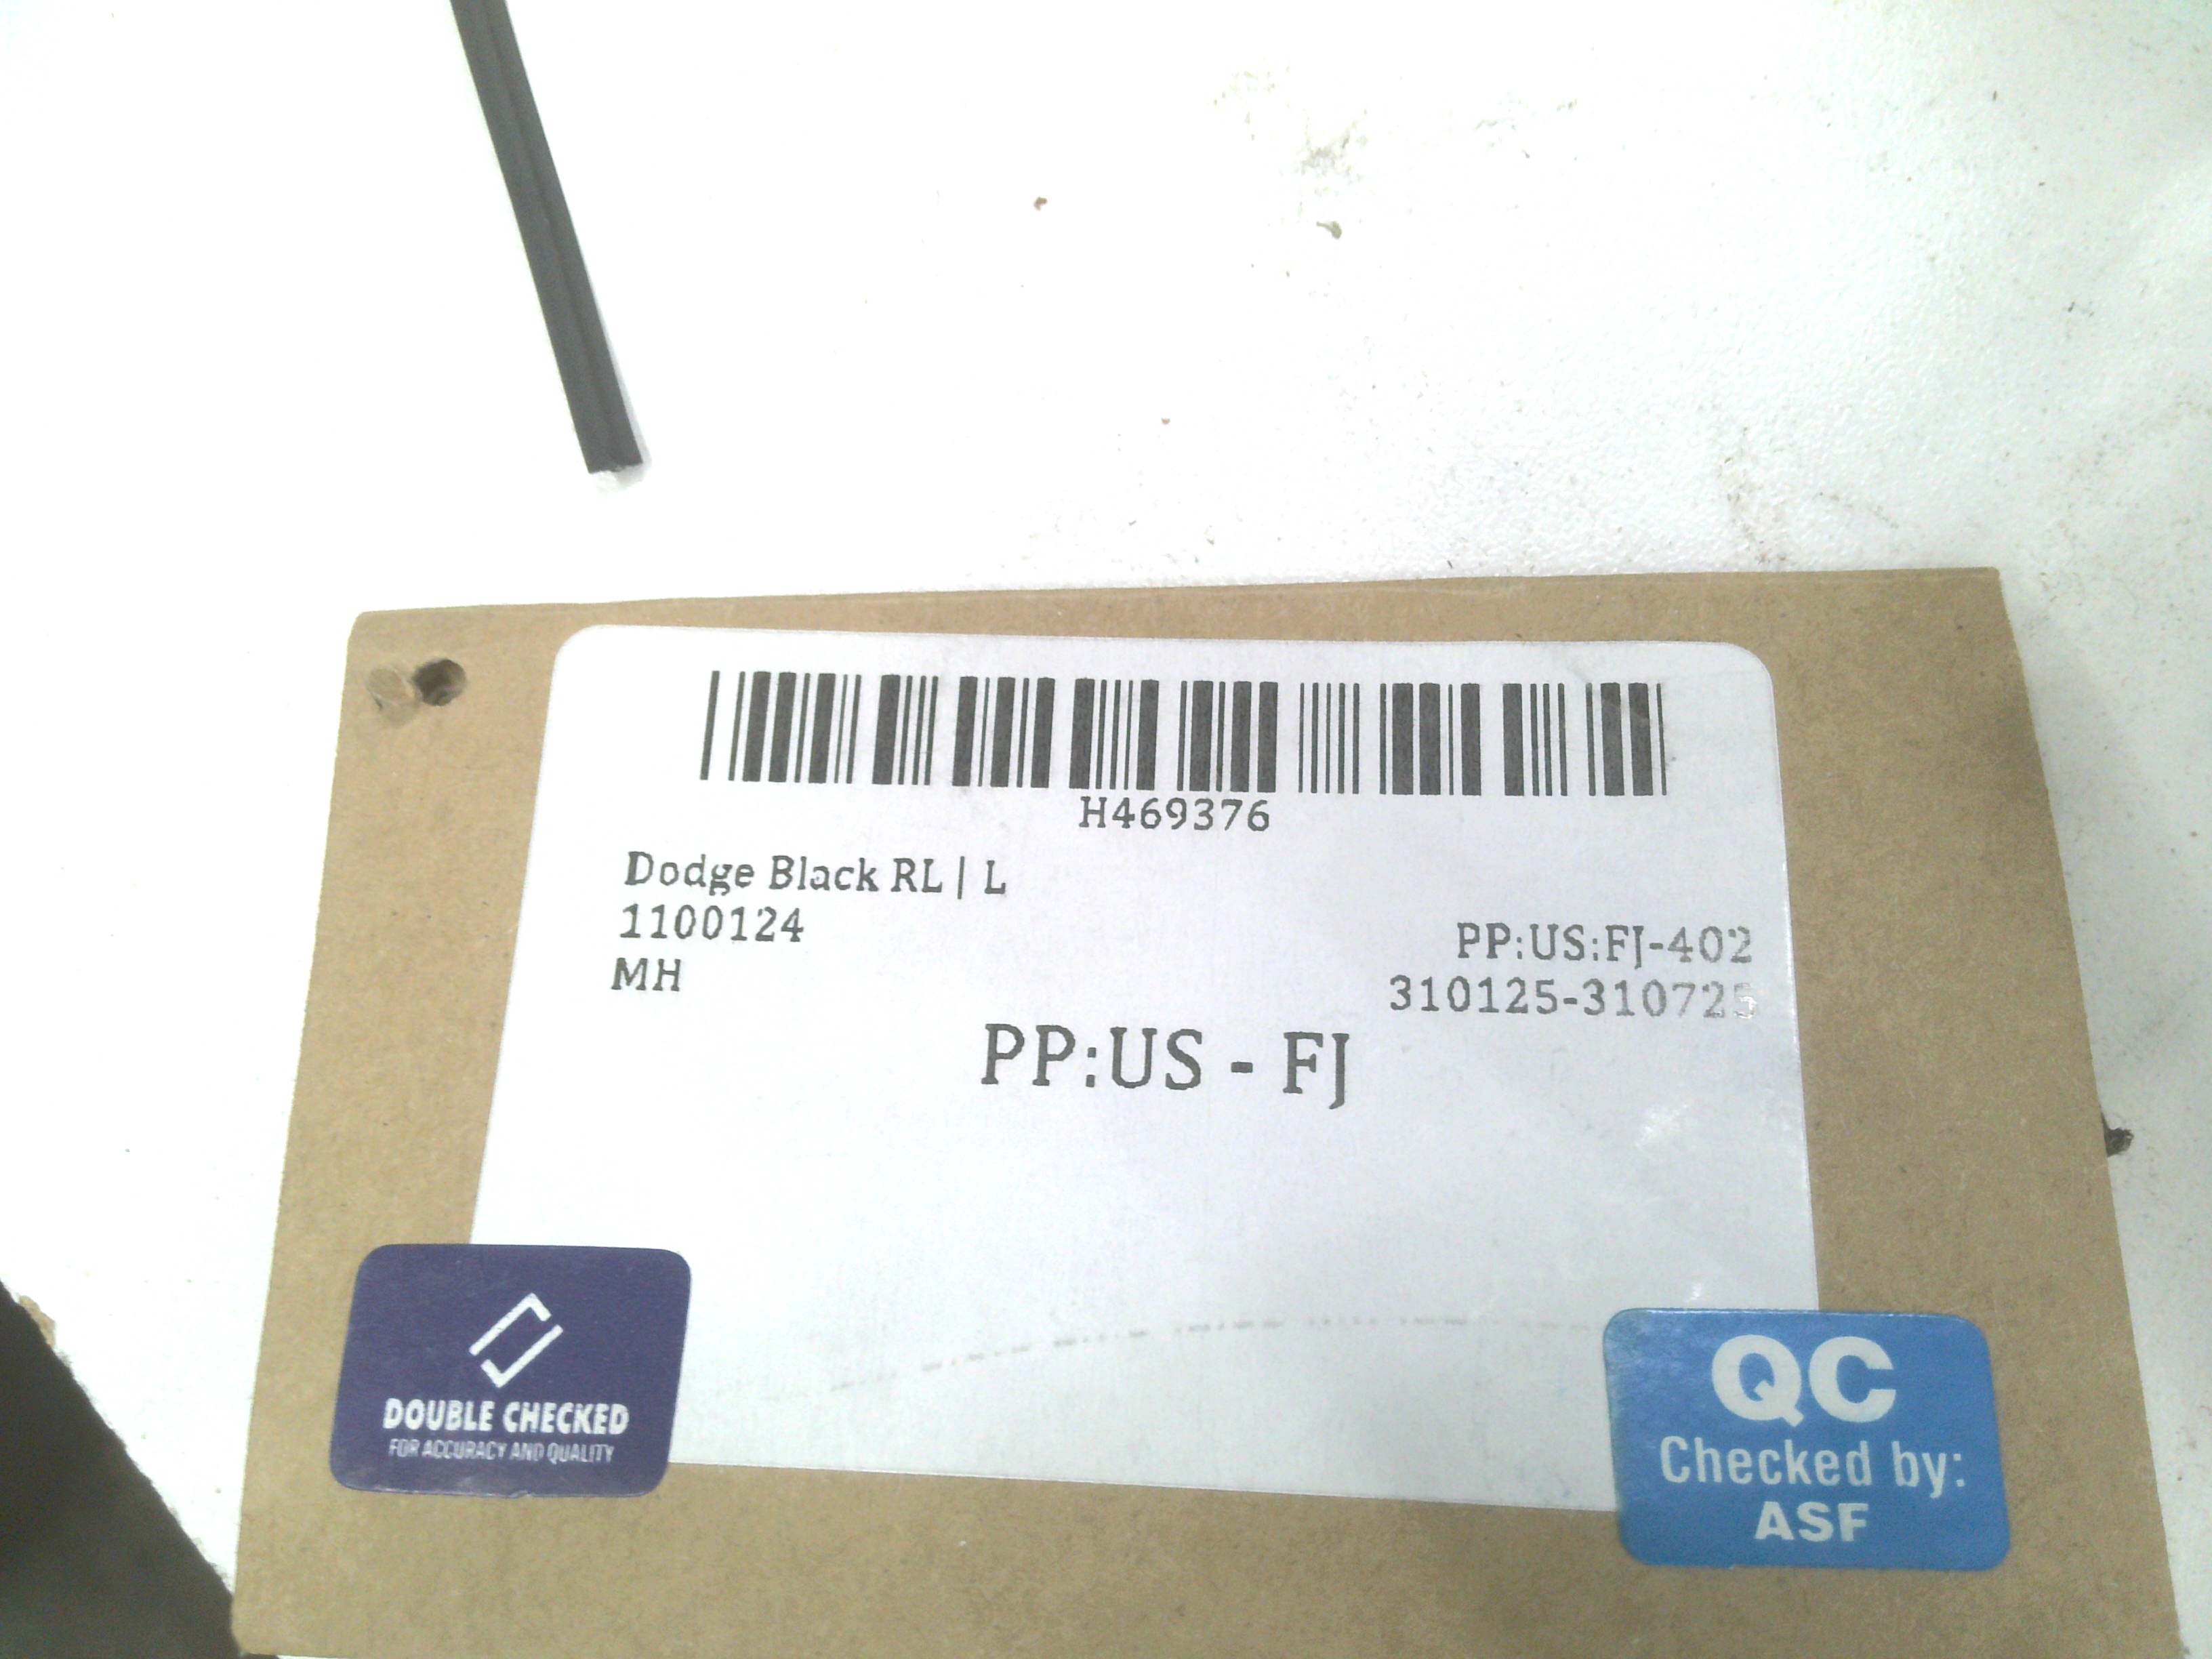 H469376
Dodge Black RL | L
1100124
MH
PP:US:FJ-402
310125-310725
PP:US - FJ
DOUBLE CHECKED
FOR ACCURACY AND QUALITY
QC
Checked by:
ASF